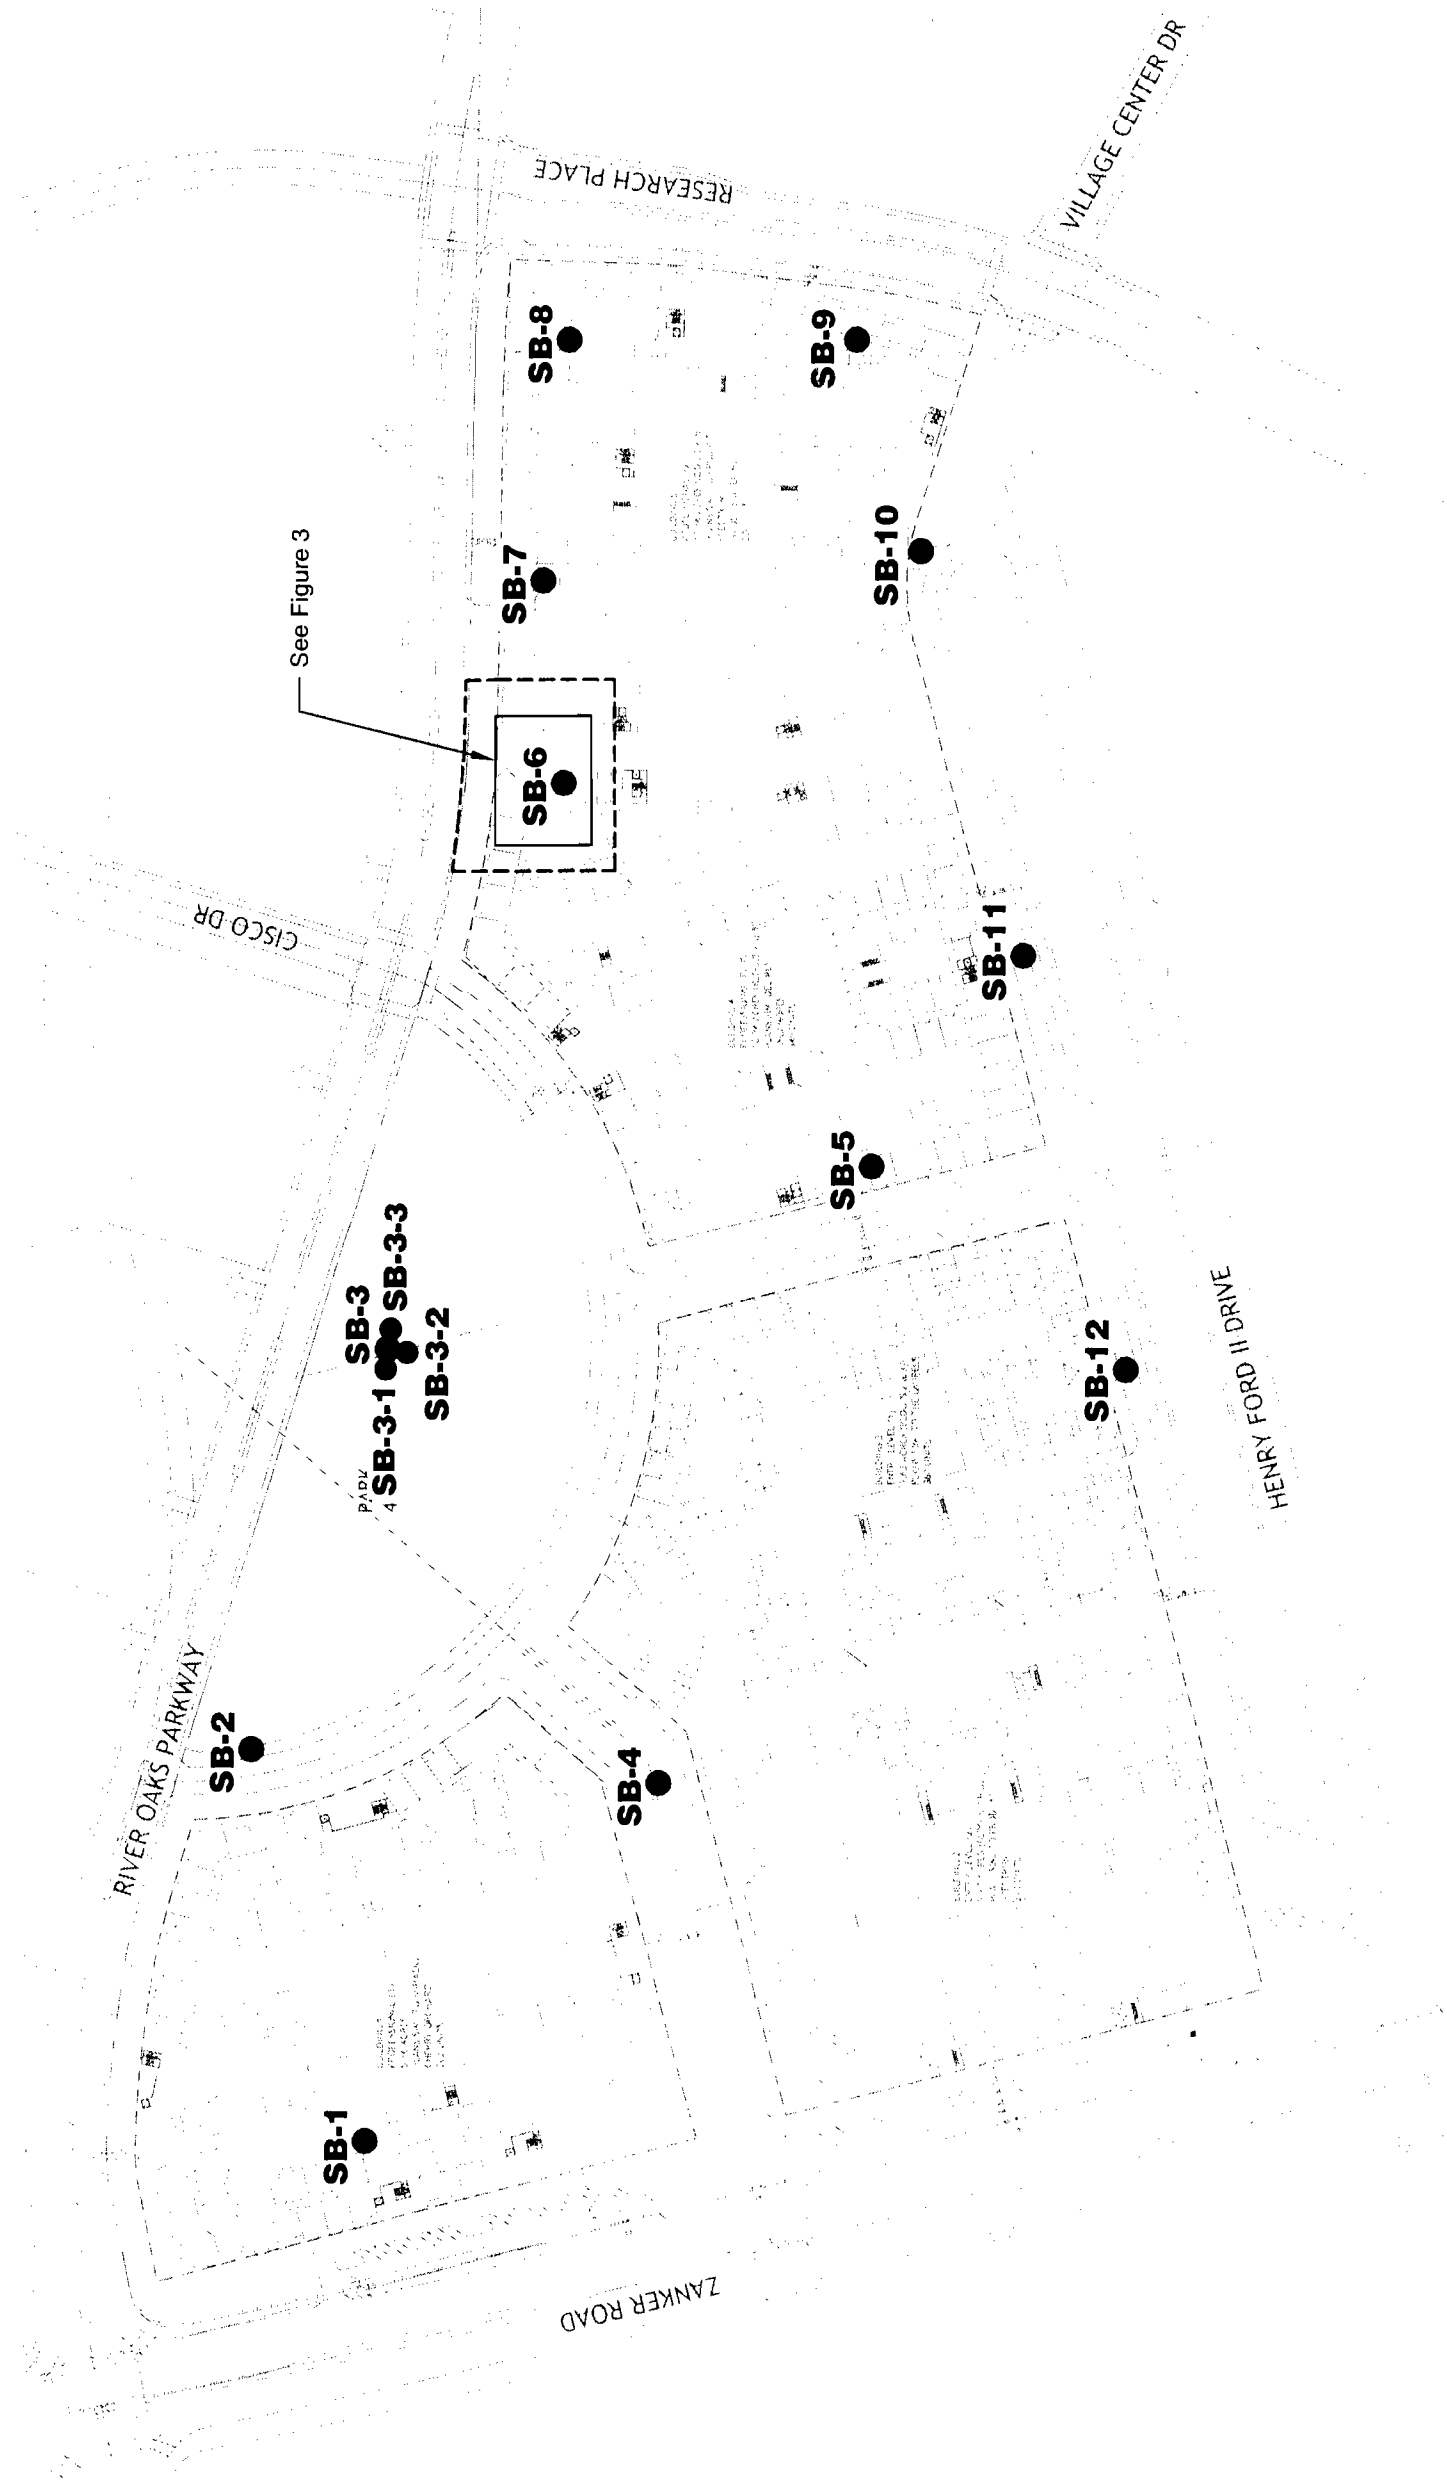 RIVER OAKS PARKWAY
CISCO DR
RESEARCH PLACE
VILLAGE CENTER DR
HENRY FORD II DRIVE
ZANKER ROAD
See Figure 3
SB-1
SB-2
SB-3
SB-3-1
SB-3-2
SB-3-3
4
SB-4
SB-5
SB-6
SB-7
SB-8
SB-9
SB-10
SB-11
SB-12